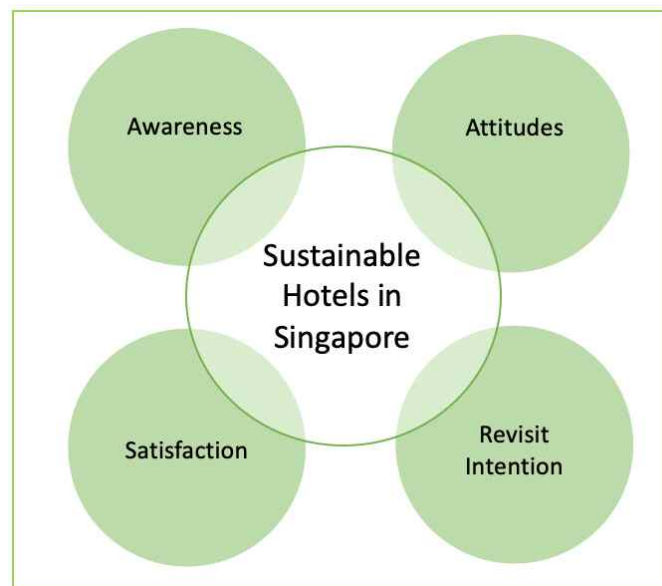 Awareness
Attitudes
Sustainable
Hotels in
Singapore
Satisfaction
Revisit
Intention